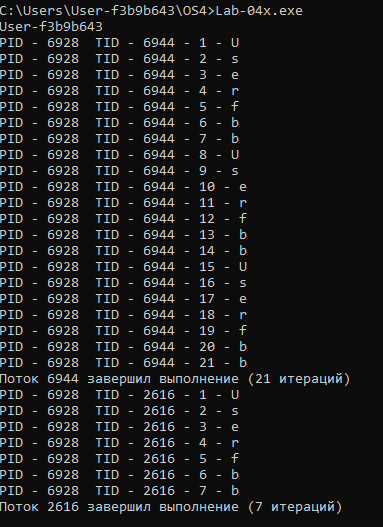 C:\Users\User-f3b9b643\OS4>Lab-04x.exe
User-f3b9b643
PID - 6928  TID - 6944 - 1 - U
PID - 6928  TID - 6944 - 2 - s
PID - 6928  TID - 6944 - 3 - e
PID - 6928  TID - 6944 - 4 - r
PID - 6928  TID - 6944 - 5 - f
PID - 6928  TID - 6944 - 6 - b
PID - 6928  TID - 6944 - 7 - b
PID - 6928  TID - 6944 - 8 - U
PID - 6928  TID - 6944 - 9 - s
PID - 6928  TID - 6944 - 10 - e
PID - 6928  TID - 6944 - 11 - r
PID - 6928  TID - 6944 - 12 - f
PID - 6928  TID - 6944 - 13 - b
PID - 6928  TID - 6944 - 14 - b
PID - 6928  TID - 6944 - 15 - U
PID - 6928  TID - 6944 - 16 - s
PID - 6928  TID - 6944 - 17 - e
PID - 6928  TID - 6944 - 18 - r
PID - 6928  TID - 6944 - 19 - f
PID - 6928  TID - 6944 - 20 - b
PID - 6928  TID - 6944 - 21 - b
Поток 6944 завершил выполнение (21 итераций)
PID - 6928  TID - 2616 - 1 - U
PID - 6928  TID - 2616 - 2 - s
PID - 6928  TID - 2616 - 3 - e
PID - 6928  TID - 2616 - 4 - r
PID - 6928  TID - 2616 - 5 - f
PID - 6928  TID - 2616 - 6 - b
PID - 6928  TID - 2616 - 7 - b
Поток 2616 завершил выполнение (7 итераций)